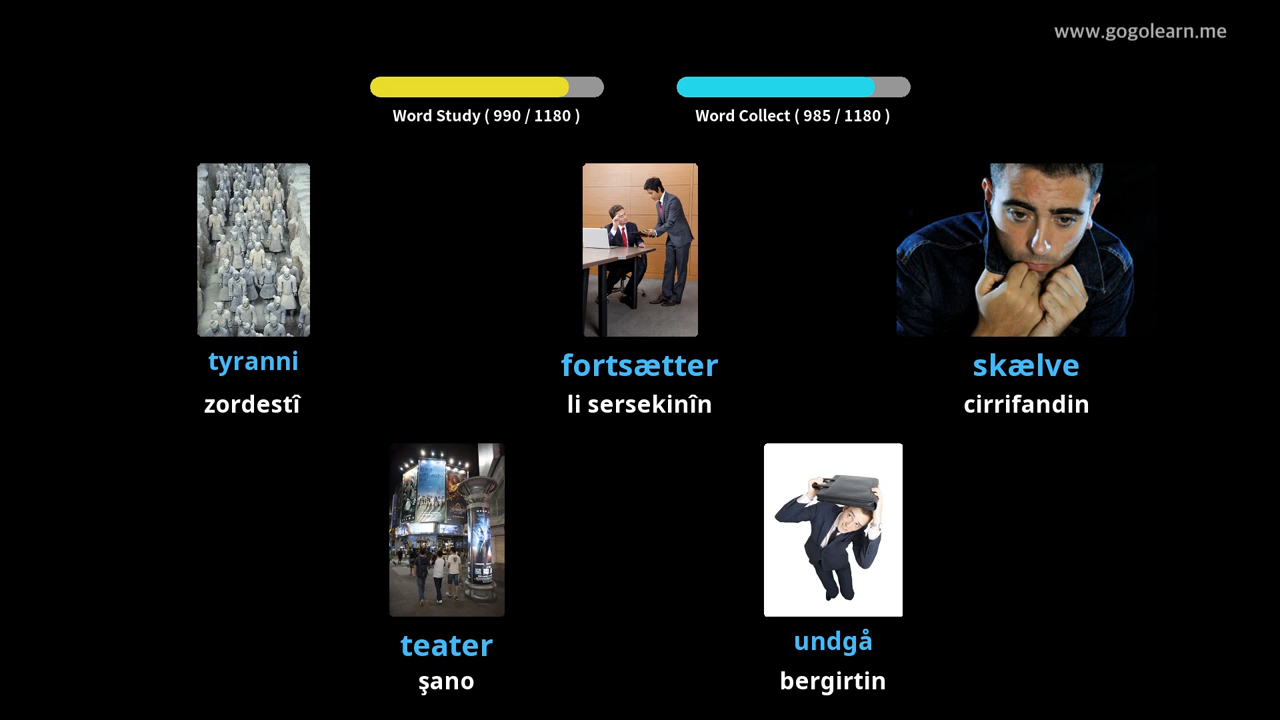 www.gogolearn.me
Word Study ( 990 / 1180 )
Word Collect ( 985 / 1180 )
tyranni
zordestî
fortsætter
li sersekinîn
skælve
cirrifandin
teater
şano
undgå
bergirtin